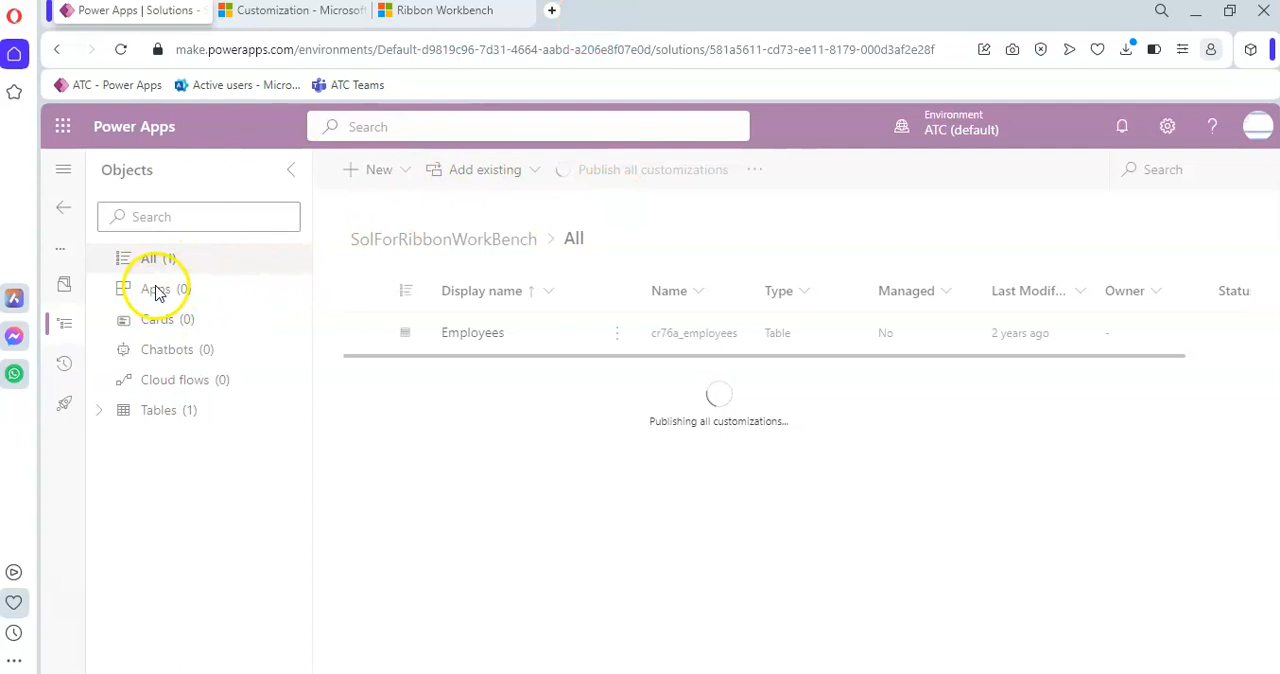 Power Apps | Solutions -
Customization - Microsof
Ribbon Workbench
make.powerapps.com/environments/Default-d9819c96-7d31-4664-aabd-a206e8f07e0d/solutions/581a5611-cd73-ee11-8179-000d3af2e28f
ATC - Power Apps
Active users - Micro...
ATC Teams
Power Apps
Search
Environment
ATC (default)
Objects
New
Add existing
Publish all customizations
Search
Search
SolForRibbonWorkBench > All
All (1)
Apps (0)
Cards (0)
Chatbots (0)
Cloud flows (0)
Tables (1)
Display name ↑ Name Type Managed Last Modif... Owner Statu
Employees cr76a_employees Table No 2 years ago -
Publishing all customizations...